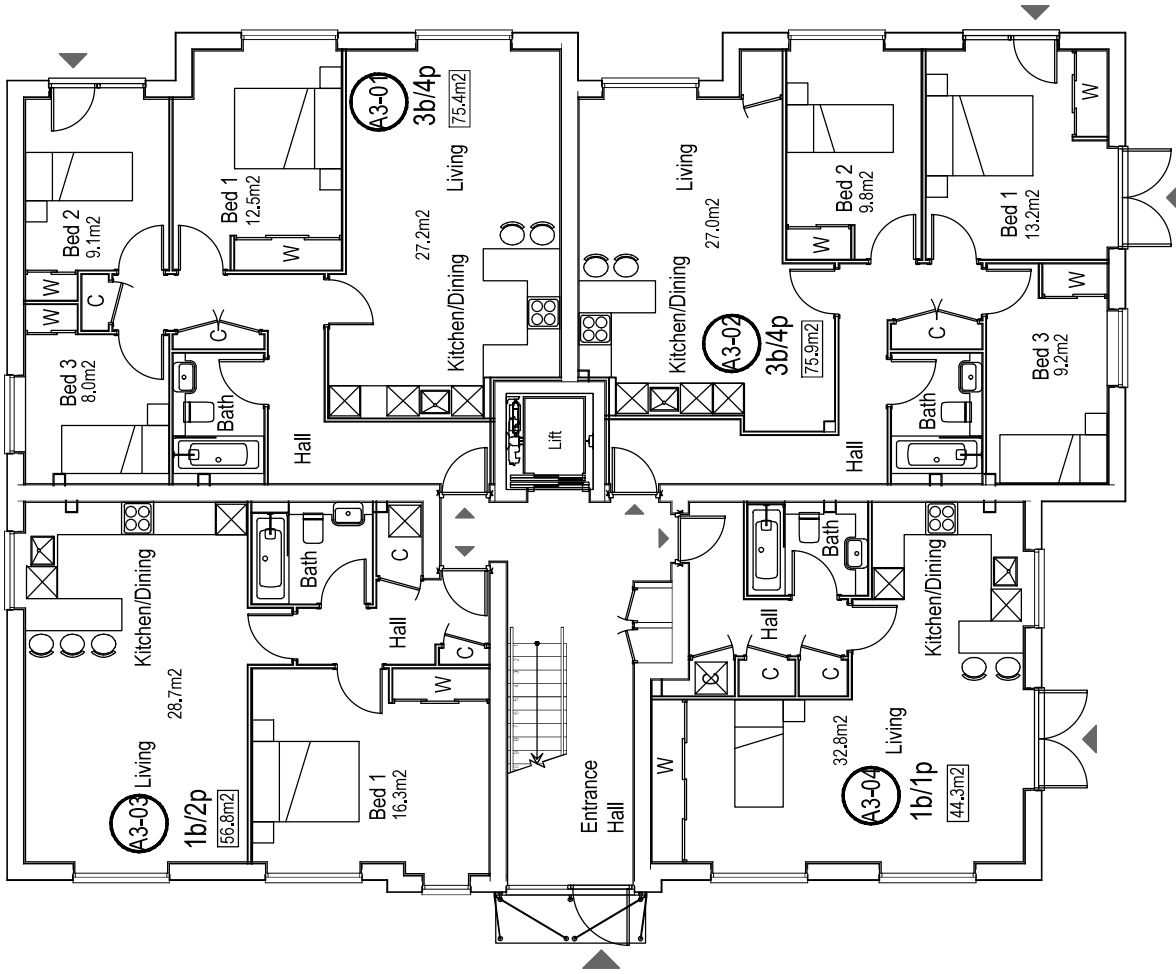 A3-01
3b/4p
75.4m2
Bed 2
9.1m2
Bed 1
12.5m2
Living
27.2m2
Kitchen/Dining
W
W
W
C
C
Bed 3
8.0m2
Bath
Hall
A3-02
3b/4p
75.9m2
Living
27.0m2
Kitchen/Dining
Bed 2
9.8m2
W
Bed 1
13.2m2
W
W
C
Bed 3
9.2m2
Bath
Hall
Lift
A3-03
1b/2p
56.8m2
Kitchen/Dining
28.7m2
Living
Bath
C
Hall
C
W
Bed 1
16.3m2
Entrance
Hall
A3-04
1b/1p
44.3m2
Bath
Hall
Kitchen/Dining
C
C
C
W
32.8m2
Living